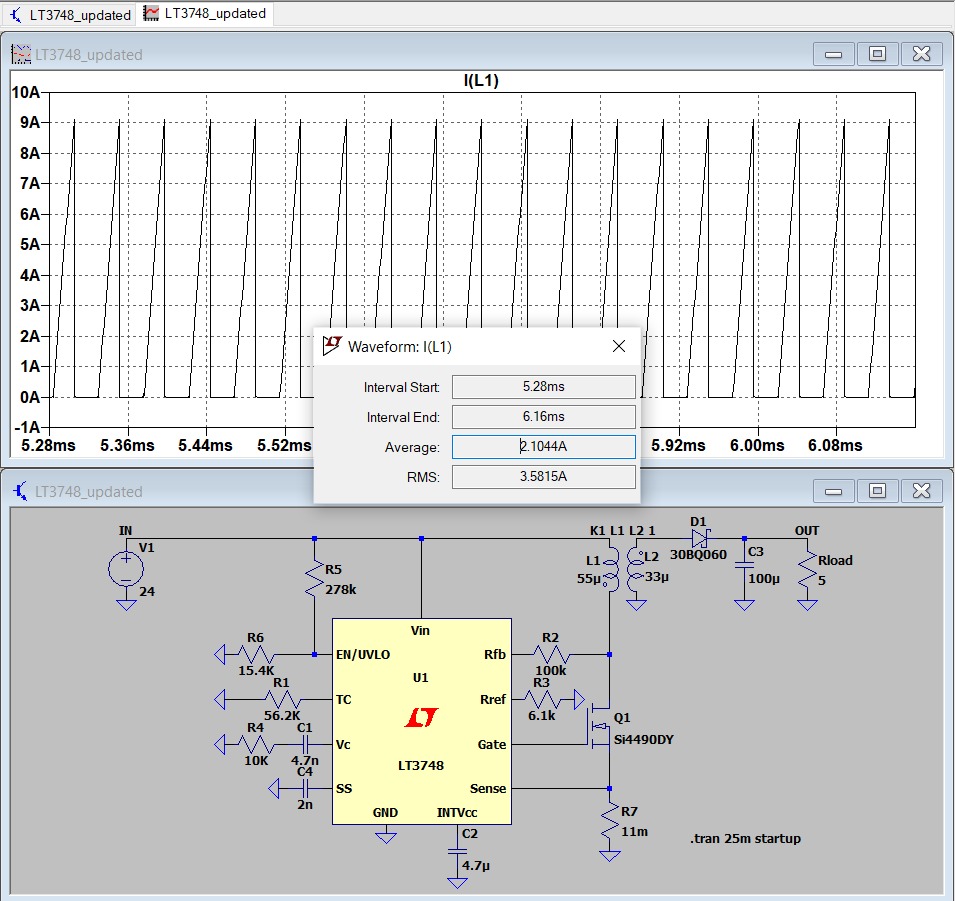 LT3748_updated LT3748_updated
LT3748_updated
I(L1)
10A
9A
8A
7A
6A
5A
4A
3A
2A
1A
0A
-1A
5.28ms 5.36ms 5.44ms 5.52ms 5.92ms 6.00ms 6.08ms
Waveform: I(L1)
Interval Start: 5.28ms
Interval End: 6.16ms
Average: 2.1044A
RMS: 3.5815A
LT3748_updated
IN
V1
24
R5
278k
K1 L1 L2 1
L1
55µ
L2
33µ
D1
30BQ060
OUT
C3
100µ
Rload
5
Vin
R6
15.4K
EN/UVLO
Rfb
R2
100k
U1
R1
56.2K
TC
Rref
R3
6.1k
R4
10K
C1
4.7n
Vc
Gate
Q1
Si4490DY
LT3748
C4
2n
SS
Sense
GND
INTVcc
R7
11m
C2
4.7µ
.tran 25m startup